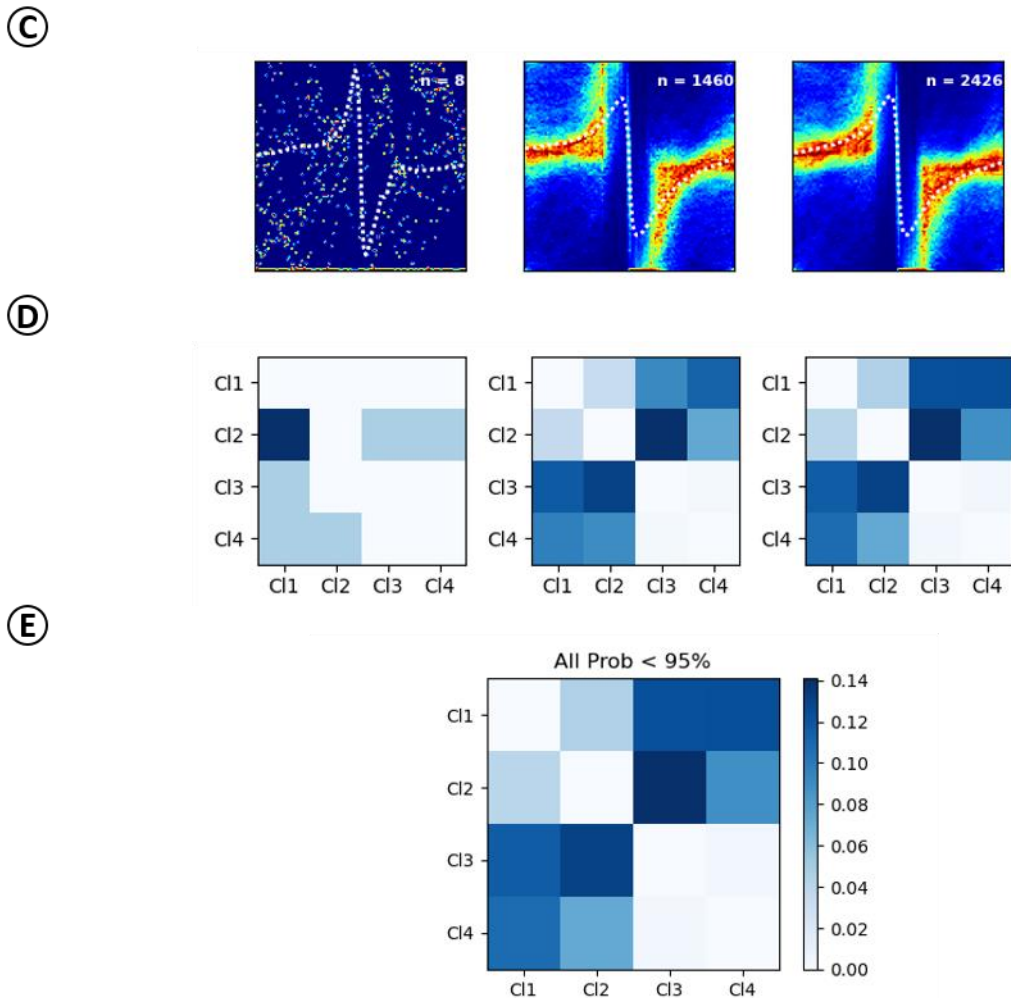 Ⓒ
n = 8
n = 1460
n = 2426
Ⓓ
Cl1
Cl2
Cl3
Cl4
Cl1 Cl2 Cl3 Cl4
Cl1
Cl2
Cl3
Cl4
Cl1 Cl2 Cl3 Cl4
Cl1
Cl2
Cl3
Cl4
Cl1 Cl2 Cl3 Cl4
Ⓔ
All Prob < 95%
Cl1
Cl2
Cl3
Cl4
Cl1 Cl2 Cl3 Cl4
0.14
0.12
0.10
0.08
0.06
0.04
0.02
0.00